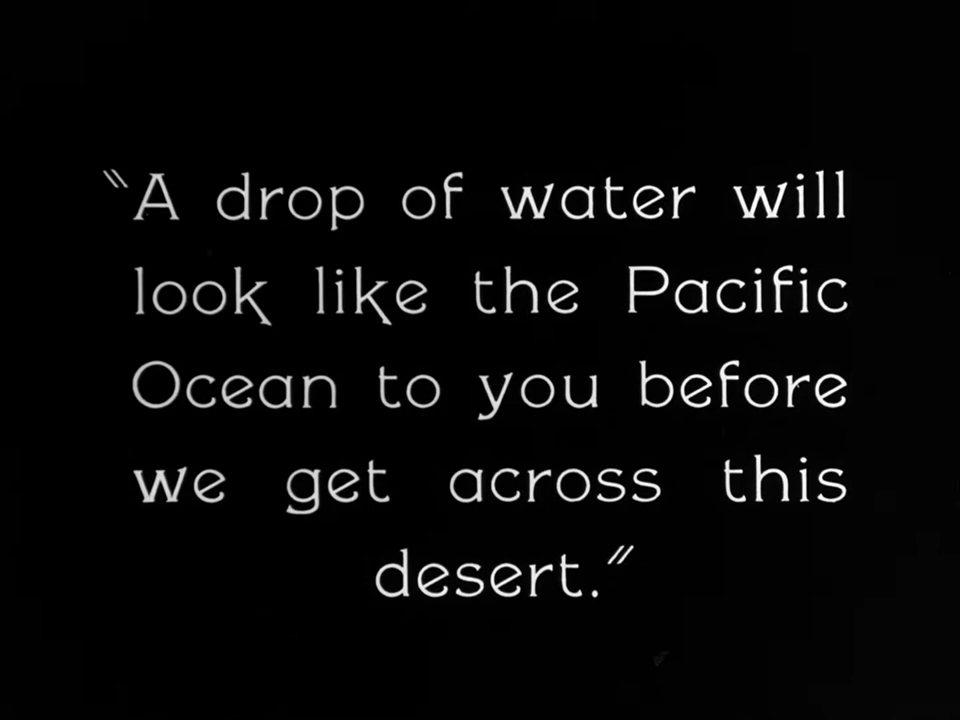 "A drop of water will
look like the Pacific
Ocean to you before
we get across this
desert."